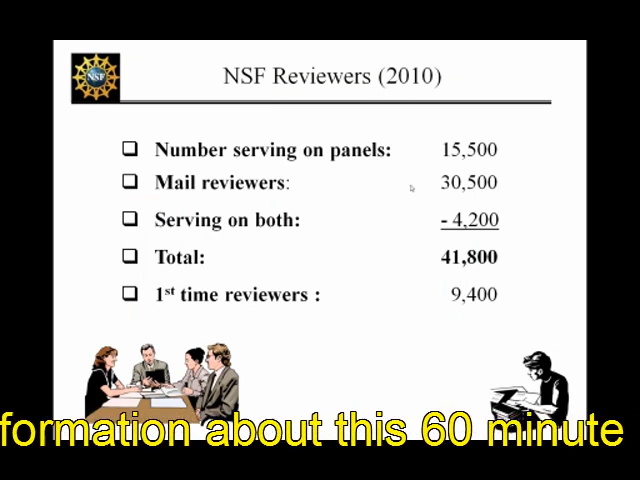 NSF
NSF Reviewers (2010)
Number serving on panels: 15,500
Mail reviewers: 30,500
Serving on both: - 4,200
Total: 41,800
1st time reviewers : 9,400
formation about this 60 minute